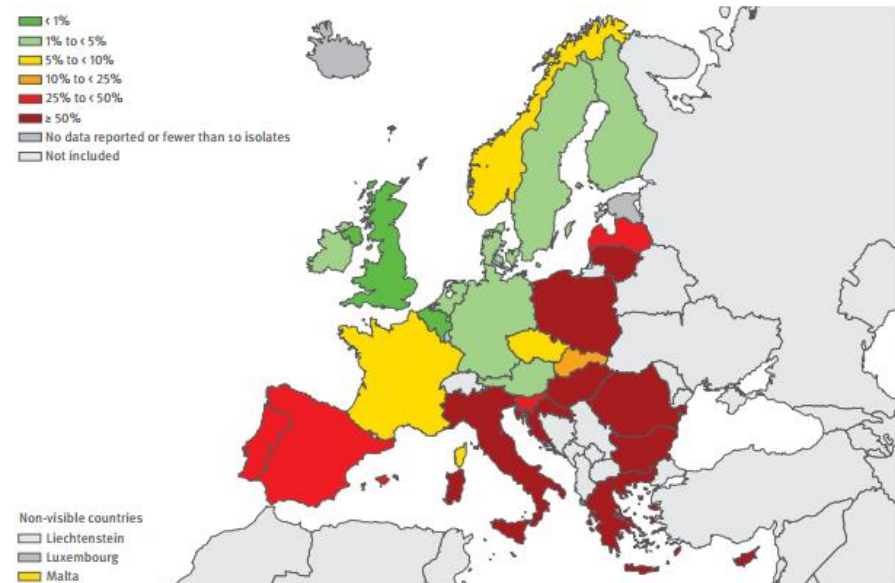 < 1%
1% to < 5%
5% to < 10%
10% to < 25%
25% to < 50%
≥ 50%
No data reported or fewer than 10 isolates
Not included
Non-visible countries
Liechtenstein
Luxembourg
Malta